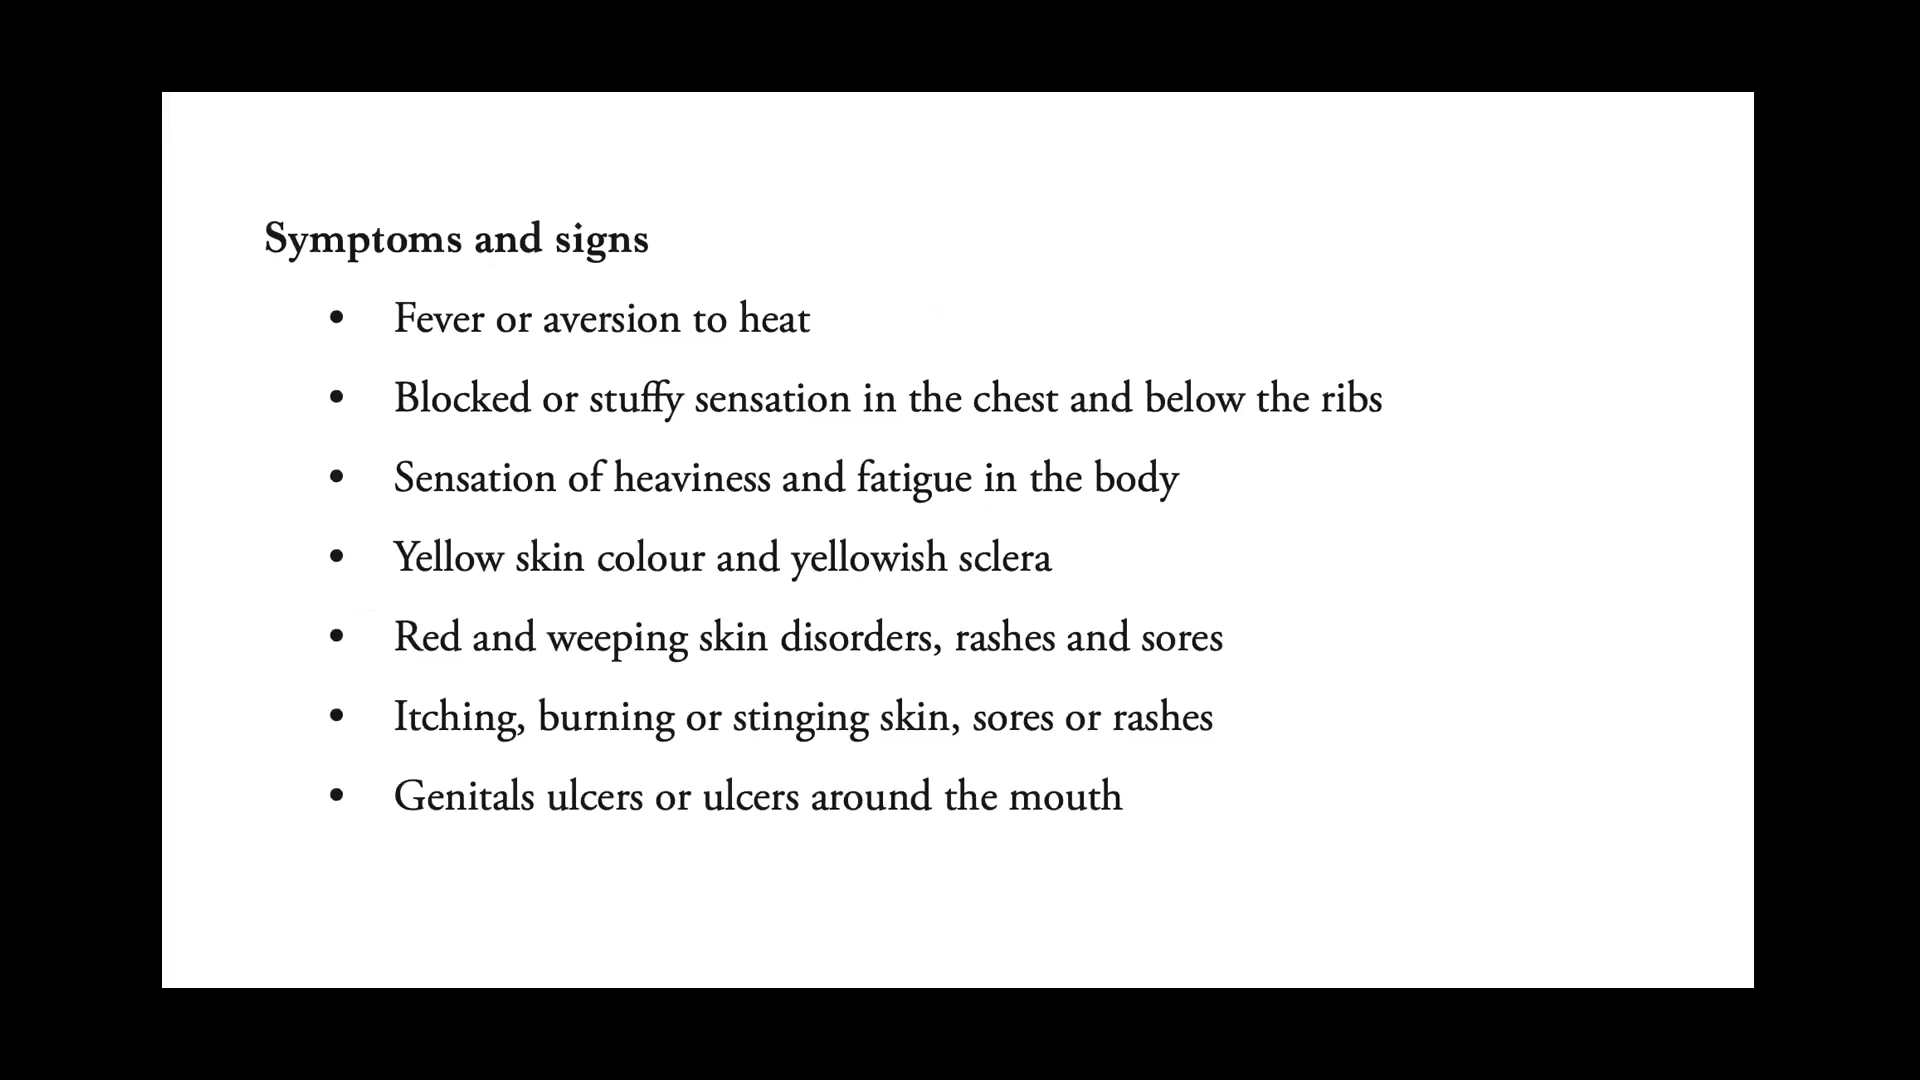 Symptoms and signs
• Fever or aversion to heat
• Blocked or stuffy sensation in the chest and below the ribs
• Sensation of heaviness and fatigue in the body
• Yellow skin colour and yellowish sclera
• Red and weeping skin disorders, rashes and sores
• Itching, burning or stinging skin, sores or rashes
• Genitals ulcers or ulcers around the mouth